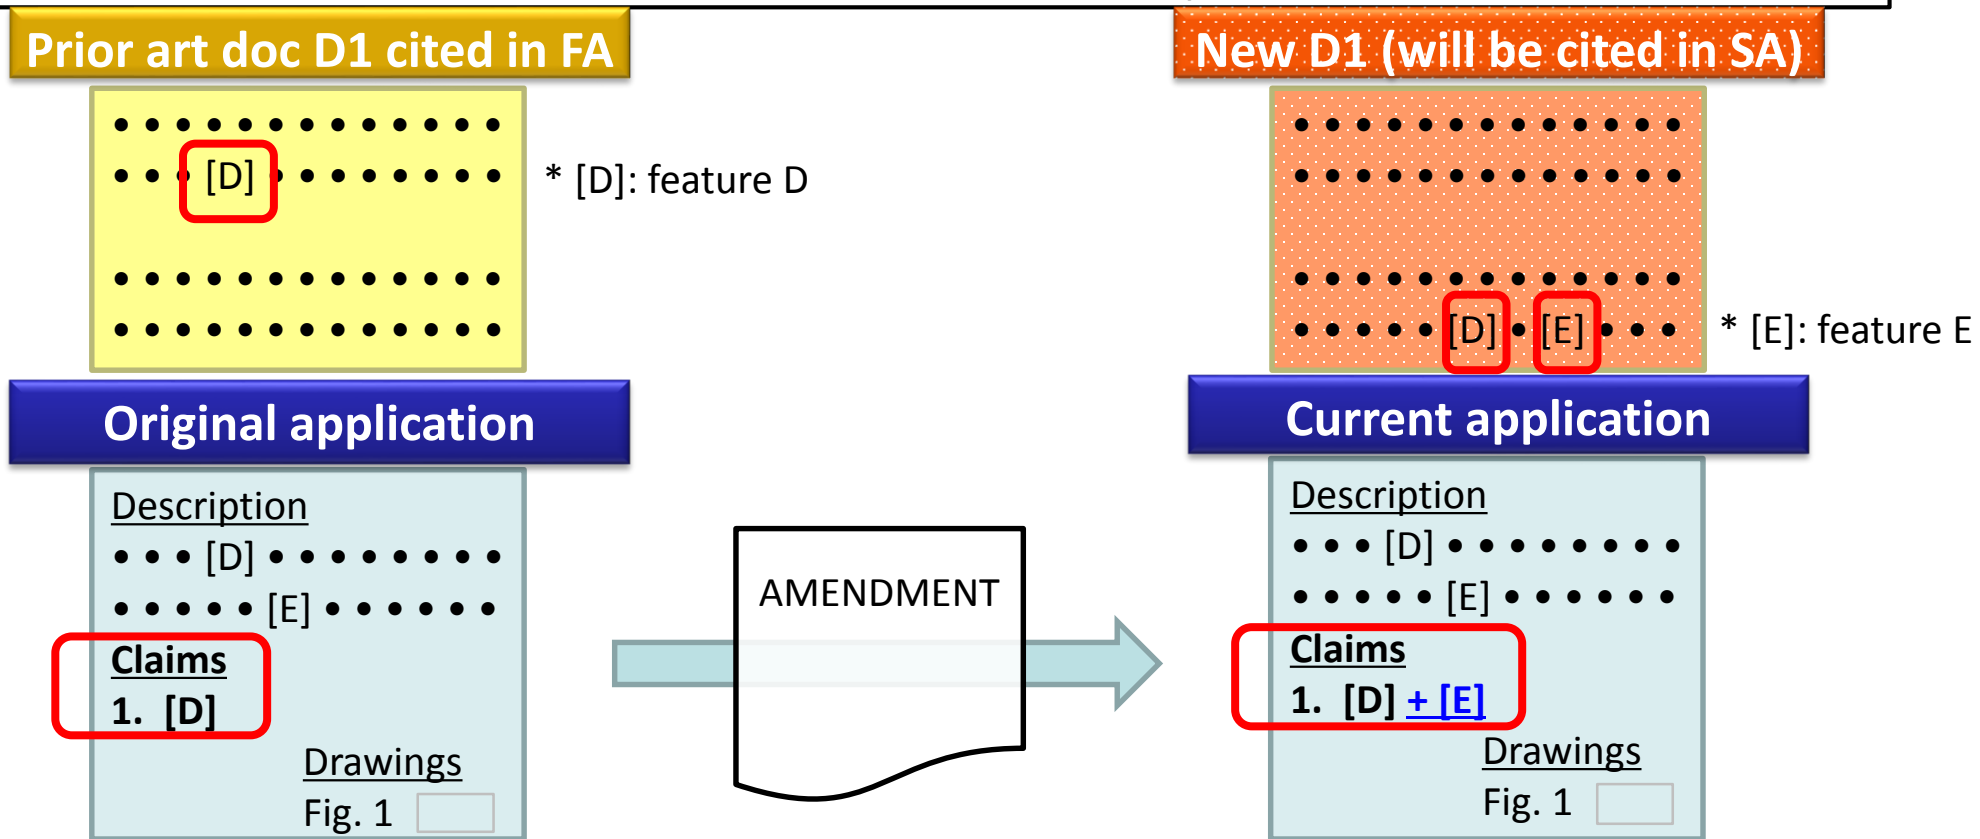 Prior art doc D1 cited in FA
• • • • • • • • • • • • •
• • • [D] • • • • • • • •
* [D]: feature D
• • • • • • • • • • • • •
• • • • • • • • • • • • •
New D1 (will be cited in SA)
• • • • • • • • • • • • •
• • • • • • • • • • • • •
• • • • • • • • • • • • •
• • • • • [D] • [E] • • •
* [E]: feature E
Original application
Description
• • • [D] • • • • • • • •
• • • • • [E] • • • • • •
Claims
1. [D]
Drawings
Fig. 1
AMENDMENT
Current application
Description
• • • [D] • • • • • • • •
• • • • • [E] • • • • • •
Claims
1. [D] + [E]
Drawings
Fig. 1